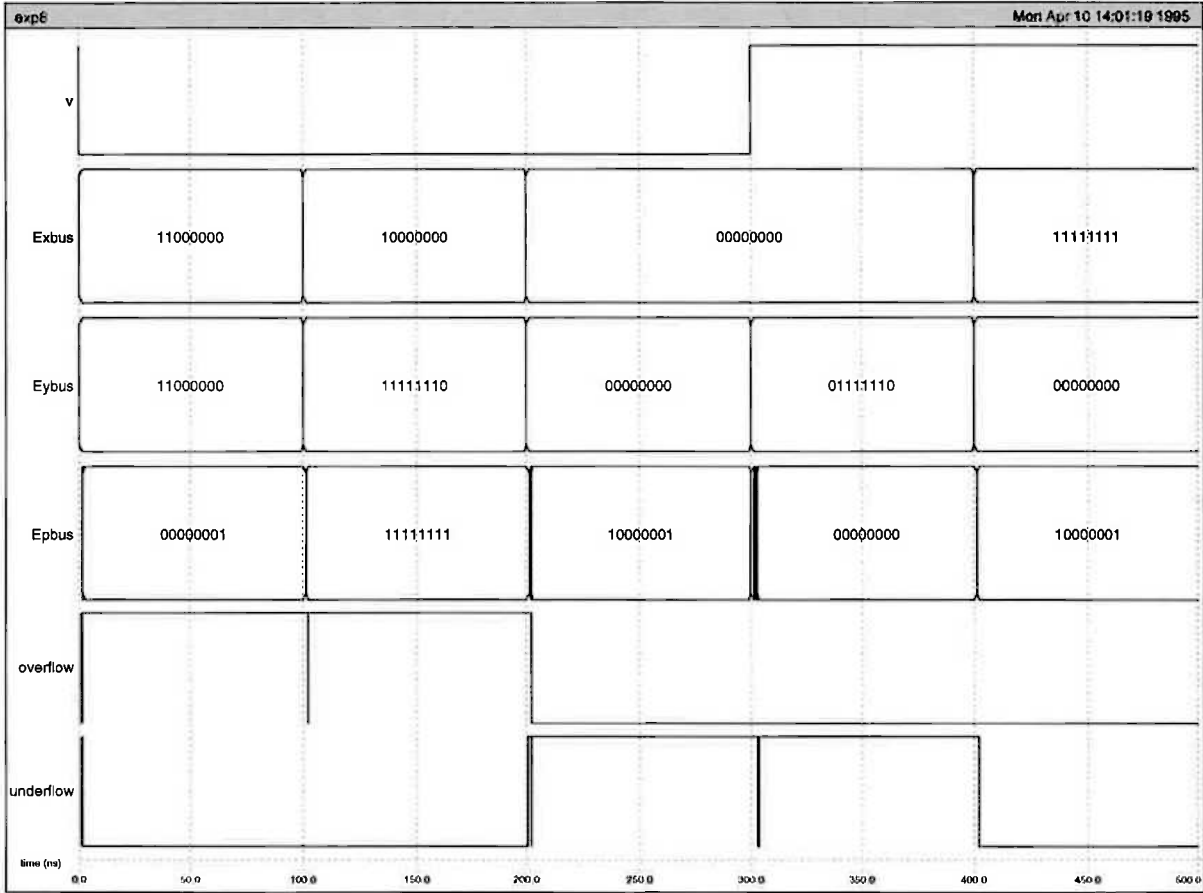 exp8 Mon Apr 10 14:01:19 1995
v
Exbus 11000000 10000000 00000000 11111111
Eybus 11000000 11111110 00000000 01111110 00000000
Epbus 00000001 11111111 10000001 00000000 10000001
overflow
underflow
time (ns)
0.0 50.0 100.0 150.0 200.0 250.0 300.0 350.0 400.0 450.0 500.0